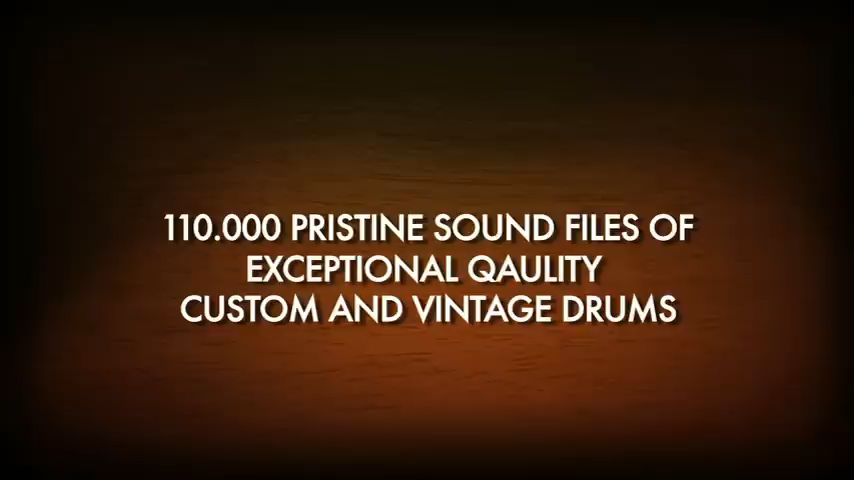 110.000 PRISTINE SOUND FILES OF
EXCEPTIONAL QAULITY
CUSTOM AND VINTAGE DRUMS